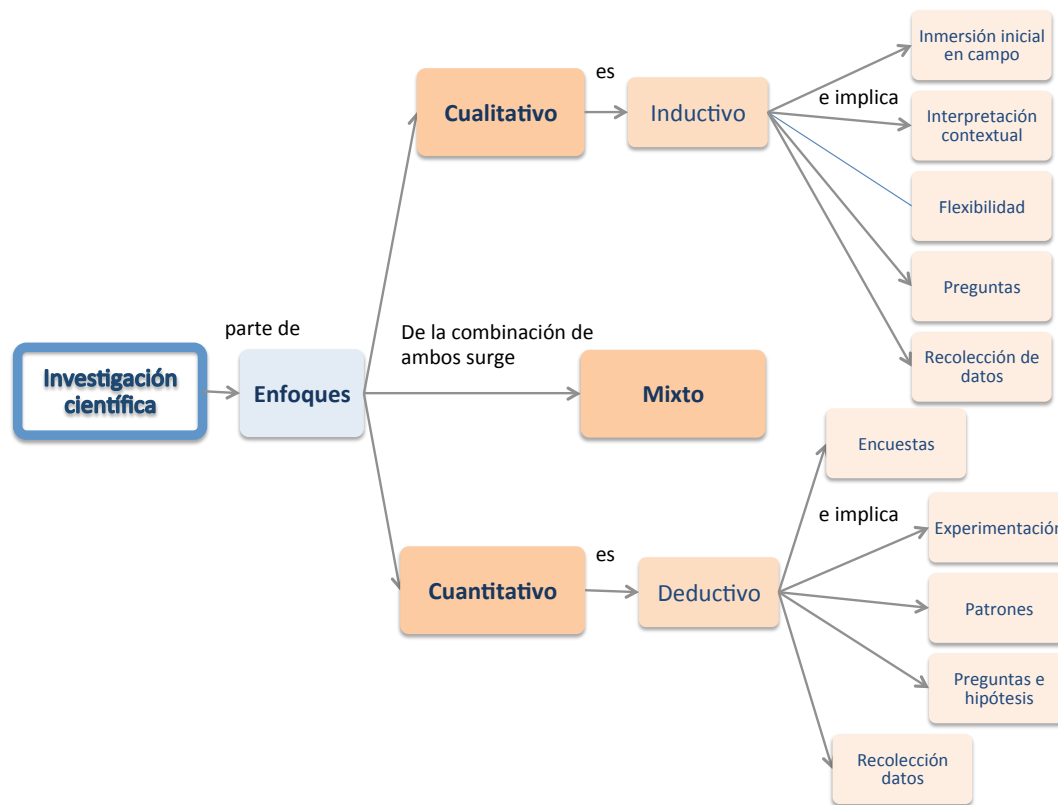 Investigación
científica
parte de
Enfoques
Cualitativo
es
Inductivo
e implica
Inmersión inicial
en campo
Interpretación
contextual
Flexibilidad
Preguntas
Recolección de
datos
De la combinación de
ambos surge
Mixto
Cuantitativo
es
Deductivo
e implica
Encuestas
Experimentación
Patrones
Preguntas e
hipótesis
Recolección
datos